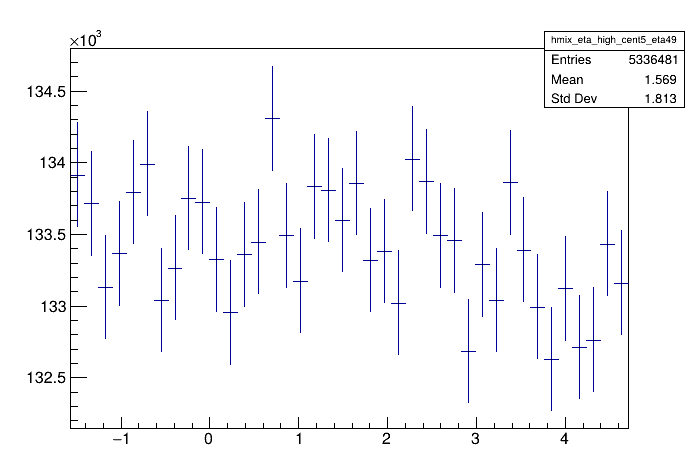 ×10³
hmix_eta_high_cent5_eta49
Entries 5336481
Mean 1.569
Std Dev 1.813
134.5
134
133.5
133
132.5
−1 0 1 2 3 4